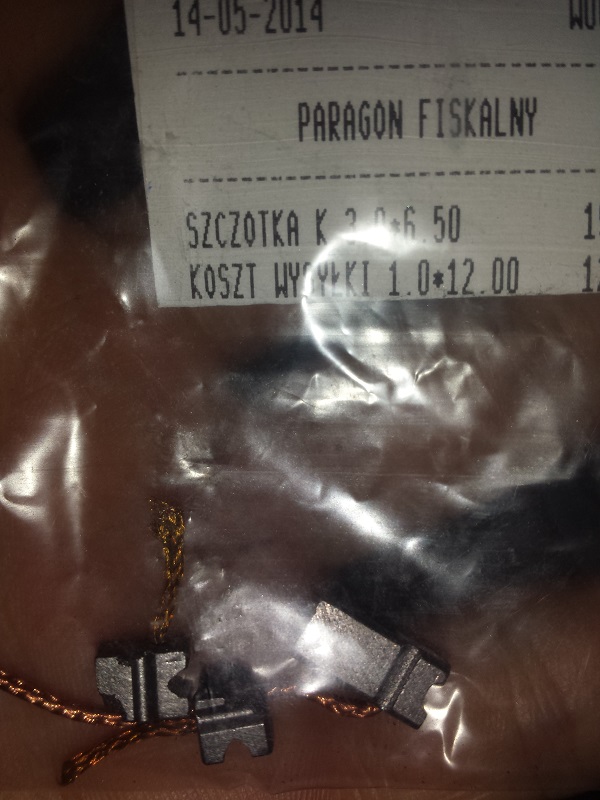 14-05-2014
PARAGON FISKALNY
SZCZOTKA K 3.0*6.50
KOSZT WYSYŁKI 1.0*12.00